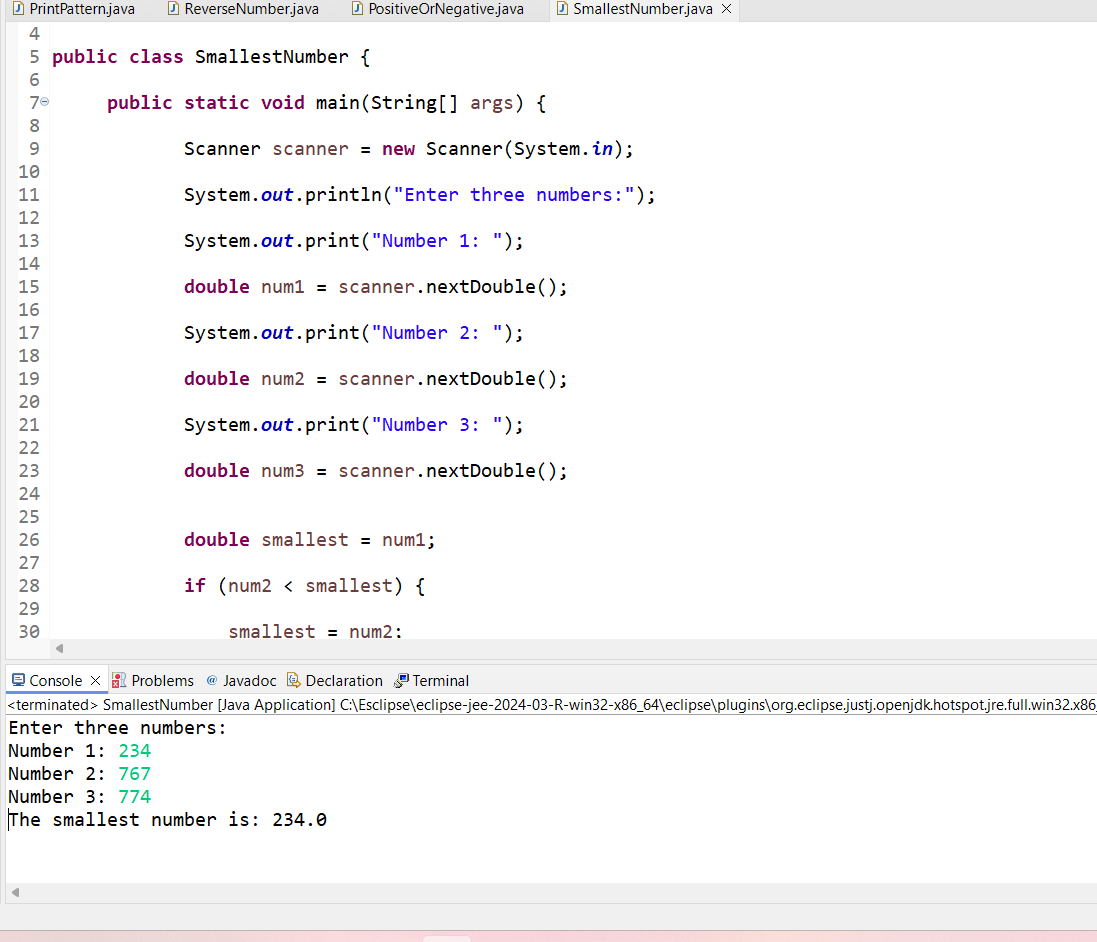 PrintPattern.java ReverseNumber.java PositiveOrNegative.java SmallestNumber.java
4
5 public class SmallestNumber {
6
7 public static void main(String[] args) {
8
9 Scanner scanner = new Scanner(System.in);
10
11 System.out.println("Enter three numbers:");
12
13 System.out.print("Number 1: ");
14
15 double num1 = scanner.nextDouble();
16
17 System.out.print("Number 2: ");
18
19 double num2 = scanner.nextDouble();
20
21 System.out.print("Number 3: ");
22
23 double num3 = scanner.nextDouble();
24
25
26 double smallest = num1;
27
28 if (num2 < smallest) {
29
30 smallest = num2;
Console Problems @ Javadoc Declaration Terminal
<terminated> SmallestNumber [Java Application] C:\Esclipse\eclipse-jee-2024-03-R-win32-x86_64\eclipse\plugins\org.eclipse.justj.openjdk.hotspot.jre.full.win32.x86_
Enter three numbers:
Number 1: 234
Number 2: 767
Number 3: 774
The smallest number is: 234.0